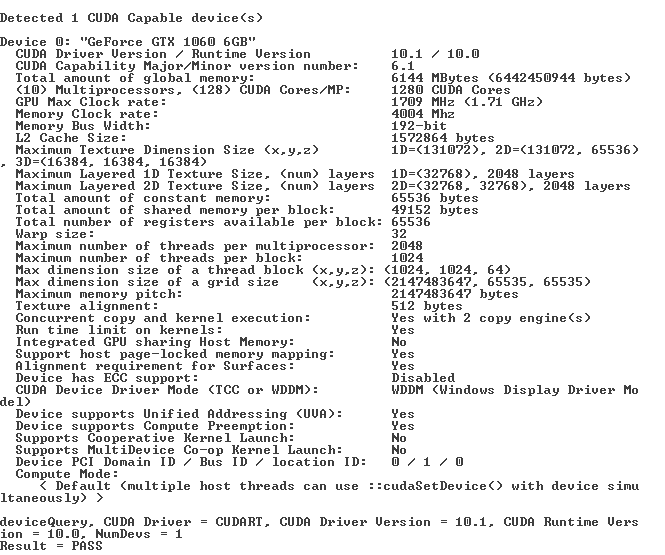 Detected 1 CUDA Capable device(s)
Device 0: "GeForce GTX 1060 6GB"
CUDA Driver Version / Runtime Version 10.1 / 10.0
CUDA Capability Major/Minor version number: 6.1
Total amount of global memory: 6144 MBytes (6442450944 bytes)
(10) Multiprocessors, (128) CUDA Cores/MP: 1280 CUDA Cores
GPU Max Clock rate: 1709 MHz (1.71 GHz)
Memory Clock rate: 4004 Mhz
Memory Bus Width: 192-bit
L2 Cache Size: 1572864 bytes
Maximum Texture Dimension Size (x,y,z) 1D=(131072), 2D=(131072, 65536)
, 3D=(16384, 16384, 16384)
Maximum Layered 1D Texture Size, (num) layers 1D=(32768), 2048 layers
Maximum Layered 2D Texture Size, (num) layers 2D=(32768, 32768), 2048 layers
Total amount of constant memory: 65536 bytes
Total amount of shared memory per block: 49152 bytes
Total number of registers available per block: 65536
Warp size: 32
Maximum number of threads per multiprocessor: 2048
Maximum number of threads per block: 1024
Max dimension size of a thread block (x,y,z): (1024, 1024, 64)
Max dimension size of a grid size (x,y,z): (2147483647, 65535, 65535)
Maximum memory pitch: 2147483647 bytes
Texture alignment: 512 bytes
Concurrent copy and kernel execution: Yes with 2 copy engine(s)
Run time limit on kernels: Yes
Integrated GPU sharing Host Memory: No
Support host page-locked memory mapping: Yes
Alignment requirement for Surfaces: Yes
Device has ECC support: Disabled
CUDA Device Driver Mode (TCC or WDDM): WDDM (Windows Display Driver Mo
del)
Device supports Unified Addressing (UVA): Yes
Device supports Compute Preemption: Yes
Supports Cooperative Kernel Launch: No
Supports MultiDevice Co-op Kernel Launch: No
Device PCI Domain ID / Bus ID / location ID: 0 / 1 / 0
Compute Mode:
< Default (multiple host threads can use ::cudaSetDevice() with device simu
ltaneously) >
deviceQuery, CUDA Driver = CUDART, CUDA Driver Version = 10.1, CUDA Runtime Vers
ion = 10.0, NumDevs = 1
Result = PASS